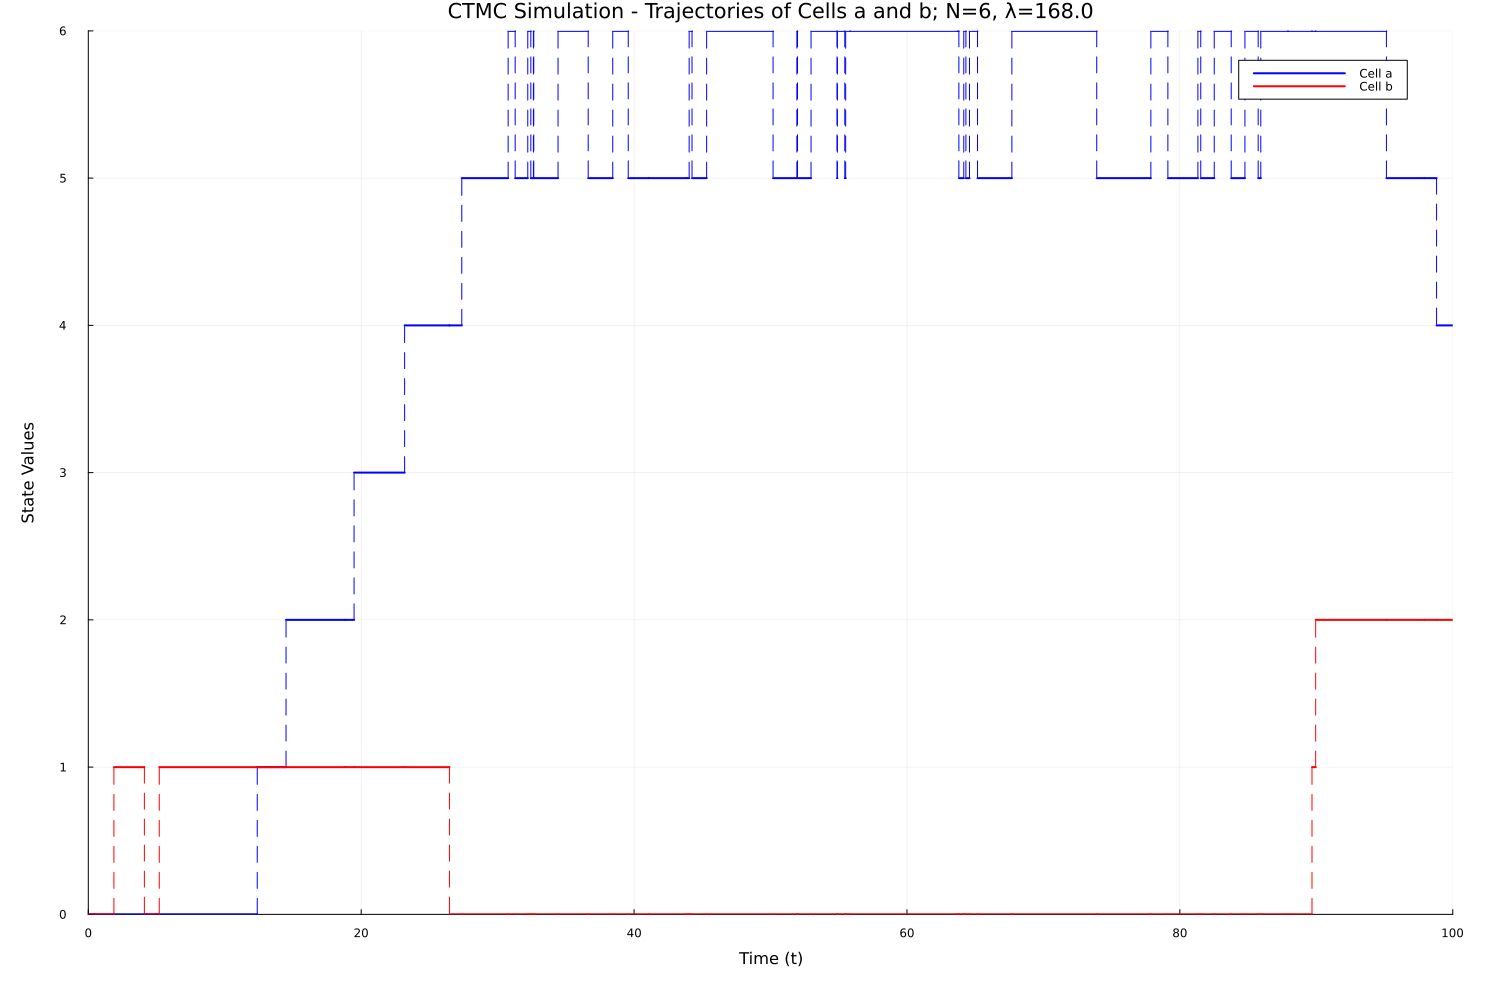 CTMC Simulation - Trajectories of Cells a and b; N=6, λ=168.0
6
Cell a
Cell b
5
4
State Values
3
2
1
0
0 20 40 60 80 100
Time (t)